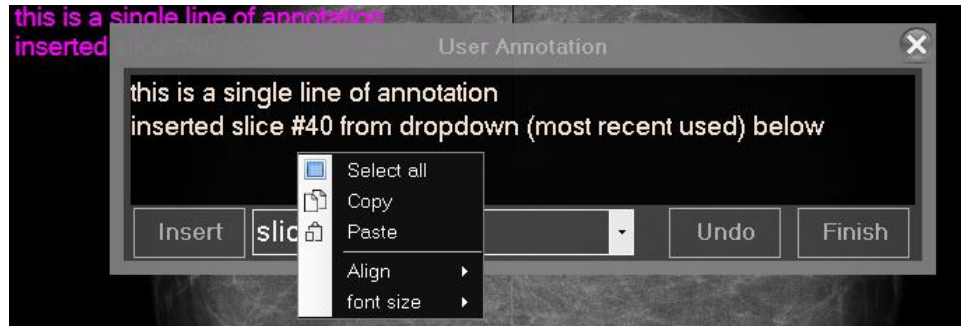 this is a single line of annotation
inserted
User Annotation
this is a single line of annotation
inserted slice #40 from dropdown (most recent used) below
Select all
Copy
Paste
Align
font size
Insert
slic
Undo
Finish